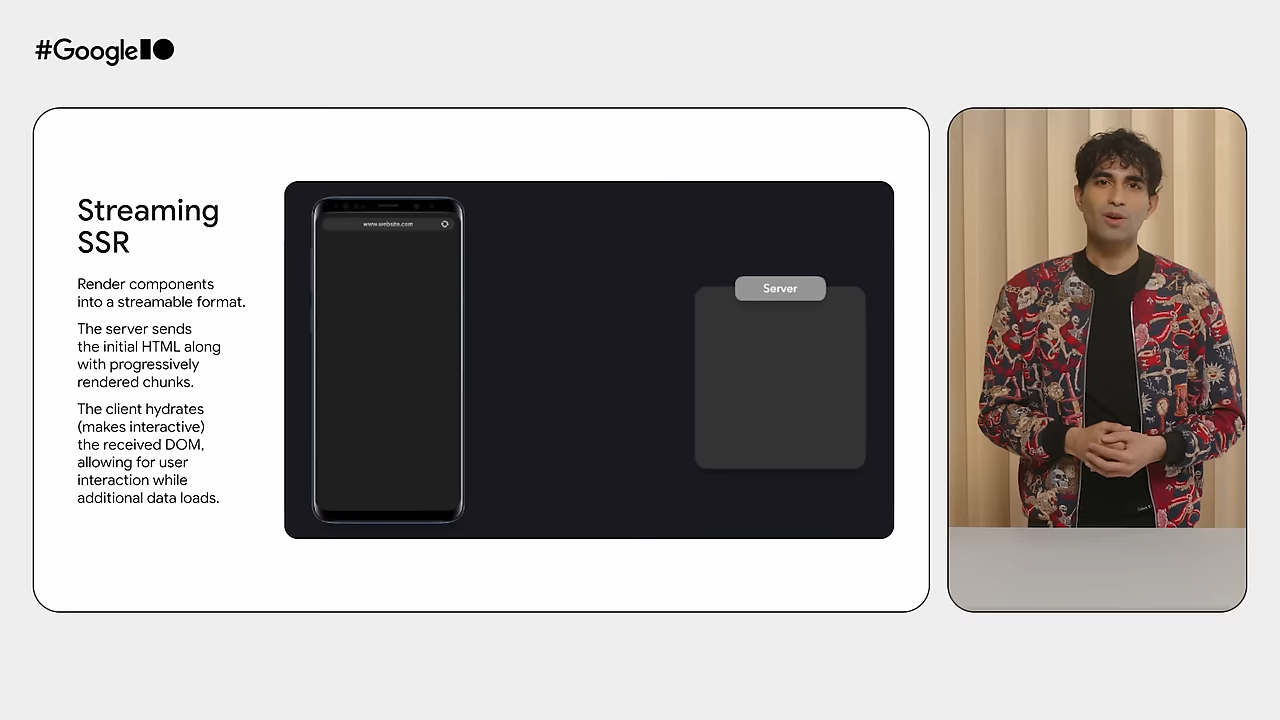 #GoogleIO
Streaming
SSR
Render components
into a streamable format.
The server sends
the initial HTML along
with progressively
rendered chunks.
The client hydrates
(makes interactive)
the received DOM,
allowing for user
interaction while
additional data loads.
www.website.com
Server